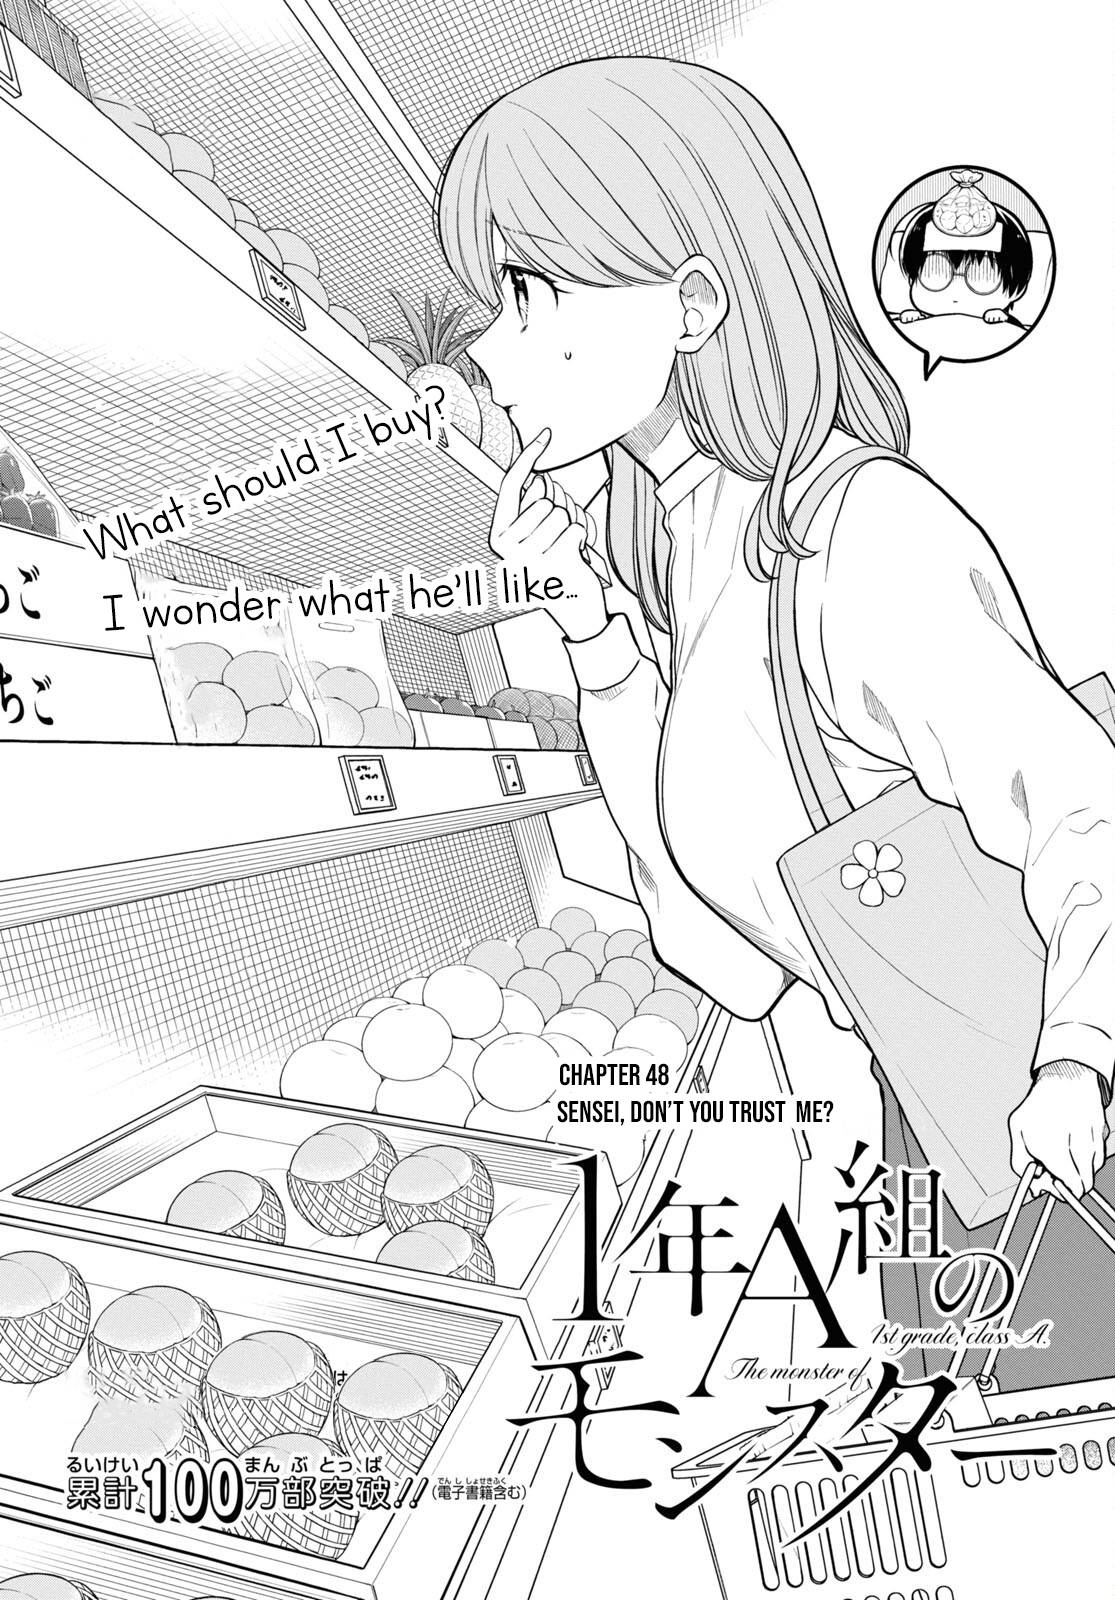 What should I buy?
I wonder what he'll like...
ちご
CHAPTER 48
SENSEI, DON'T YOU TRUST ME?
1年A組の
1st grade, class A.
The monster of
モンスター
は
るいけい まん ぶ とっ ぱ でん し しょせきふく
累計100万部突破!!(電子書籍含む)